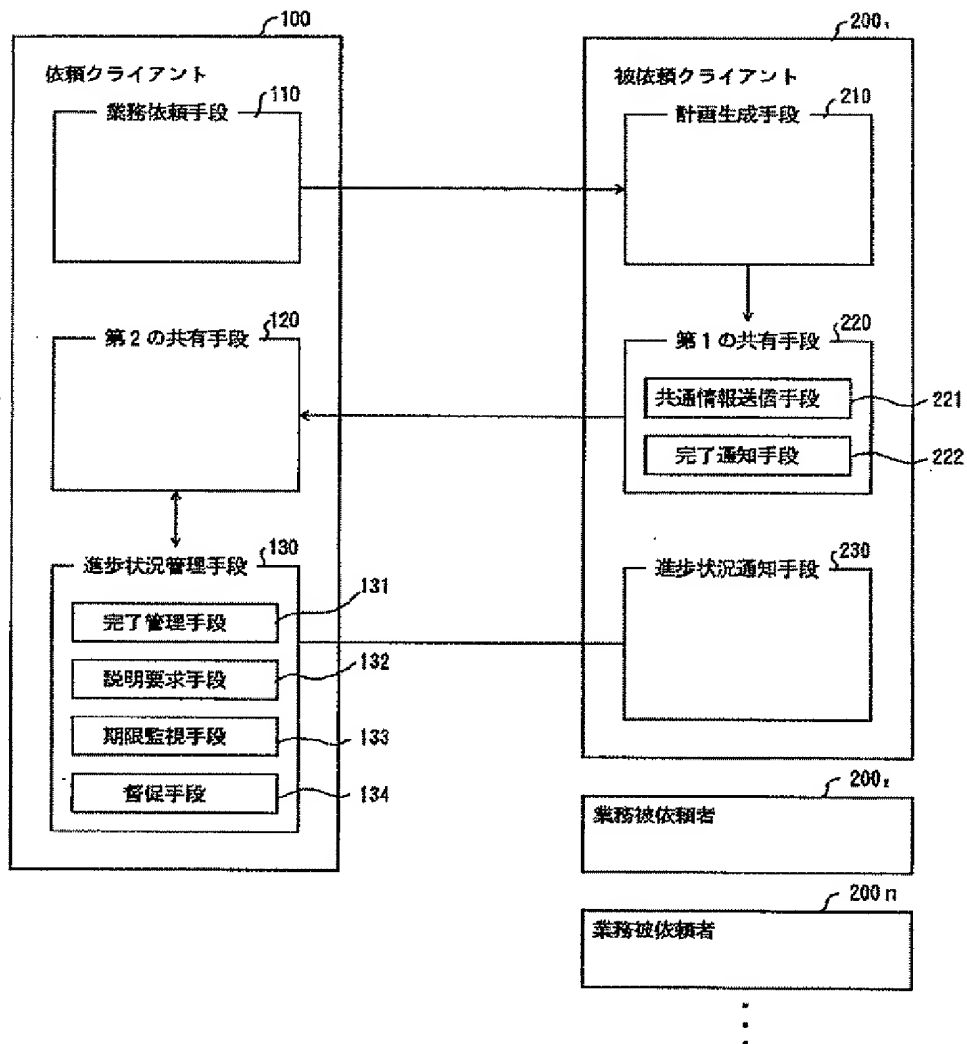 100
依頼クライアント
業務依頼手段
110
第2の共有手段
120
進歩状況管理手段
130
完了管理手段
131
説明要求手段
132
期限監視手段
133
督促手段
134
200₁
被依頼クライアント
計画生成手段
210
第1の共有手段
220
共通情報送信手段
221
完了通知手段
222
進歩状況通知手段
230
200₂
業務被依頼者
200n
業務被依頼者